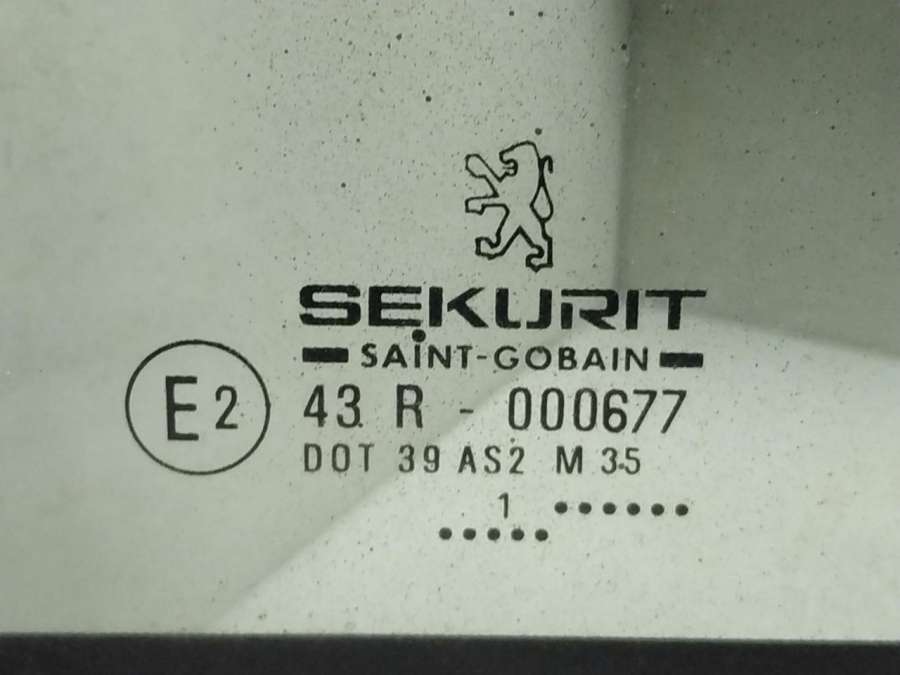 SEKURIT
SAINT-GOBAIN
E2
43 R - 000677
DOT 39 AS2 M 35
1 ••••••
•••••